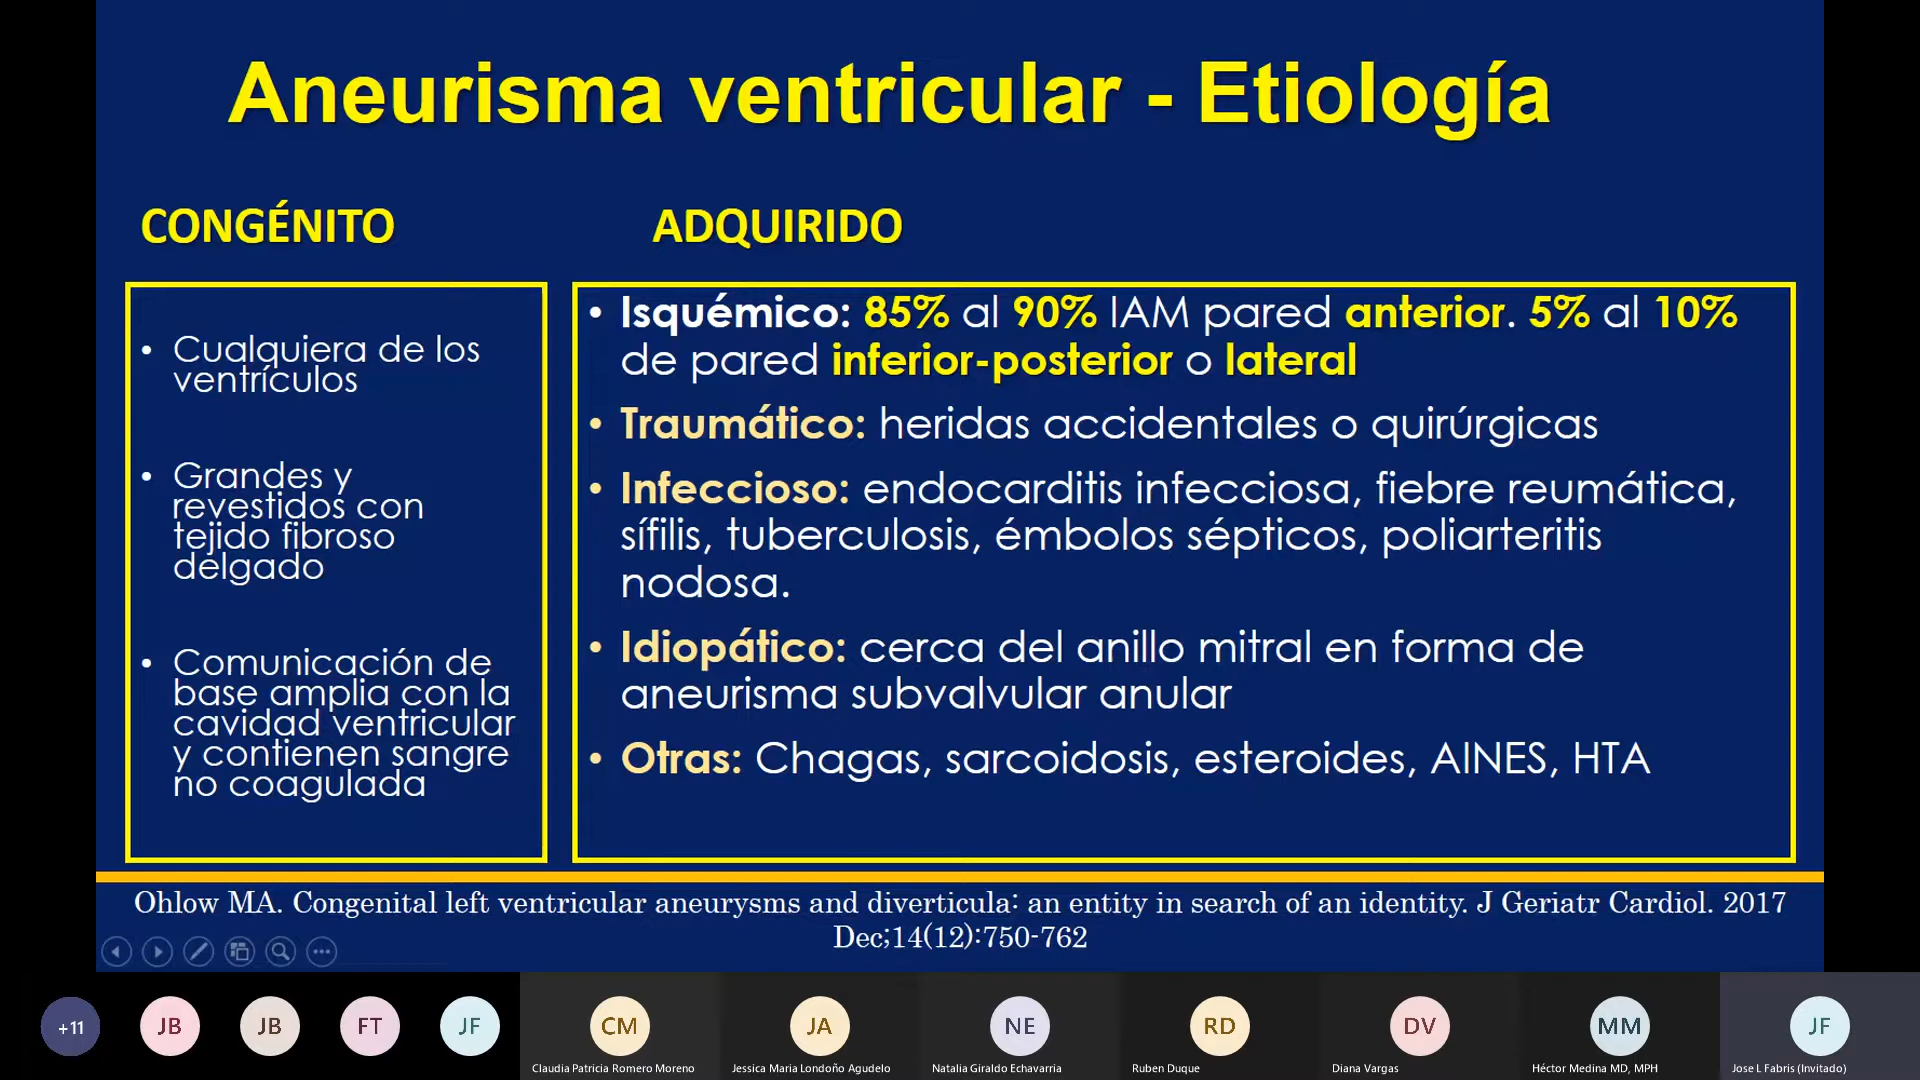 Aneurisma ventricular - Etiología
CONGÉNITO
• Cualquiera de los
ventrículos
• Grandes y
revestidos con
tejido fibroso
delgado
• Comunicación de
base amplia con la
cavidad ventricular
y contienen sangre
no coagulada
ADQUIRIDO
• Isquémico: 85% al 90% IAM pared anterior. 5% al 10%
de pared inferior-posterior o lateral
• Traumático: heridas accidentales o quirúrgicas
• Infeccioso: endocarditis infecciosa, fiebre reumática,
sífilis, tuberculosis, émbolos sépticos, poliarteritis
nodosa.
• Idiopático: cerca del anillo mitral en forma de
aneurisma subvalvular anular
• Otras: Chagas, sarcoidosis, esteroides, AINES, HTA
Ohlow MA. Congenital left ventricular aneurysms and diverticula: an entity in search of an identity. J Geriatr Cardiol. 2017
Dec;14(12):750-762
+11
JB
JB
FT
JF
CM
Claudia Patricia Romero Moreno
JA
Jessica Maria Londoño Agudelo
NE
Natalia Giraldo Echavarria
RD
Ruben Duque
DV
Diana Vargas
MM
Héctor Medina MD, MPH
JF
Jose L Fabris (Invitado)